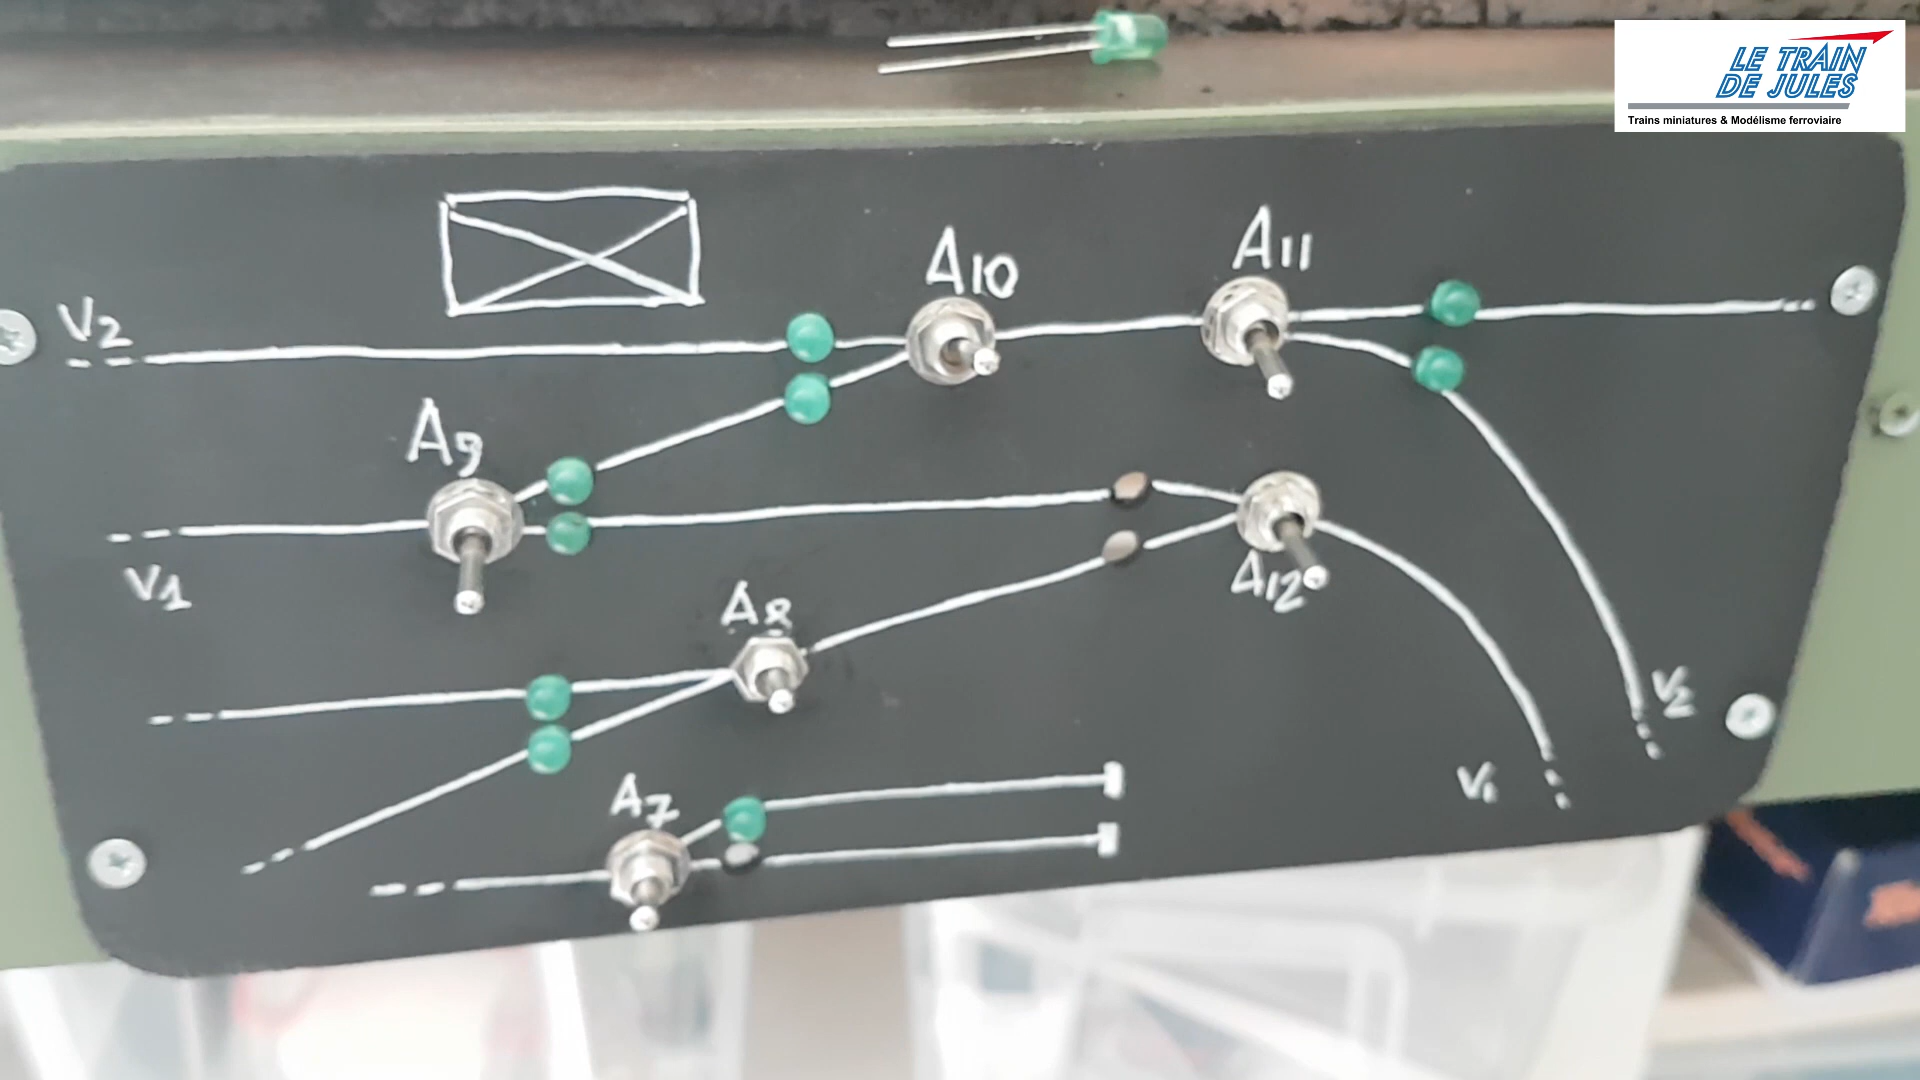 LE TRAIN
DE JULES
Trains miniatures & Modélisme ferroviaire
A11
A10
V2
A9
V1
A12
A8
V2
V1
A7